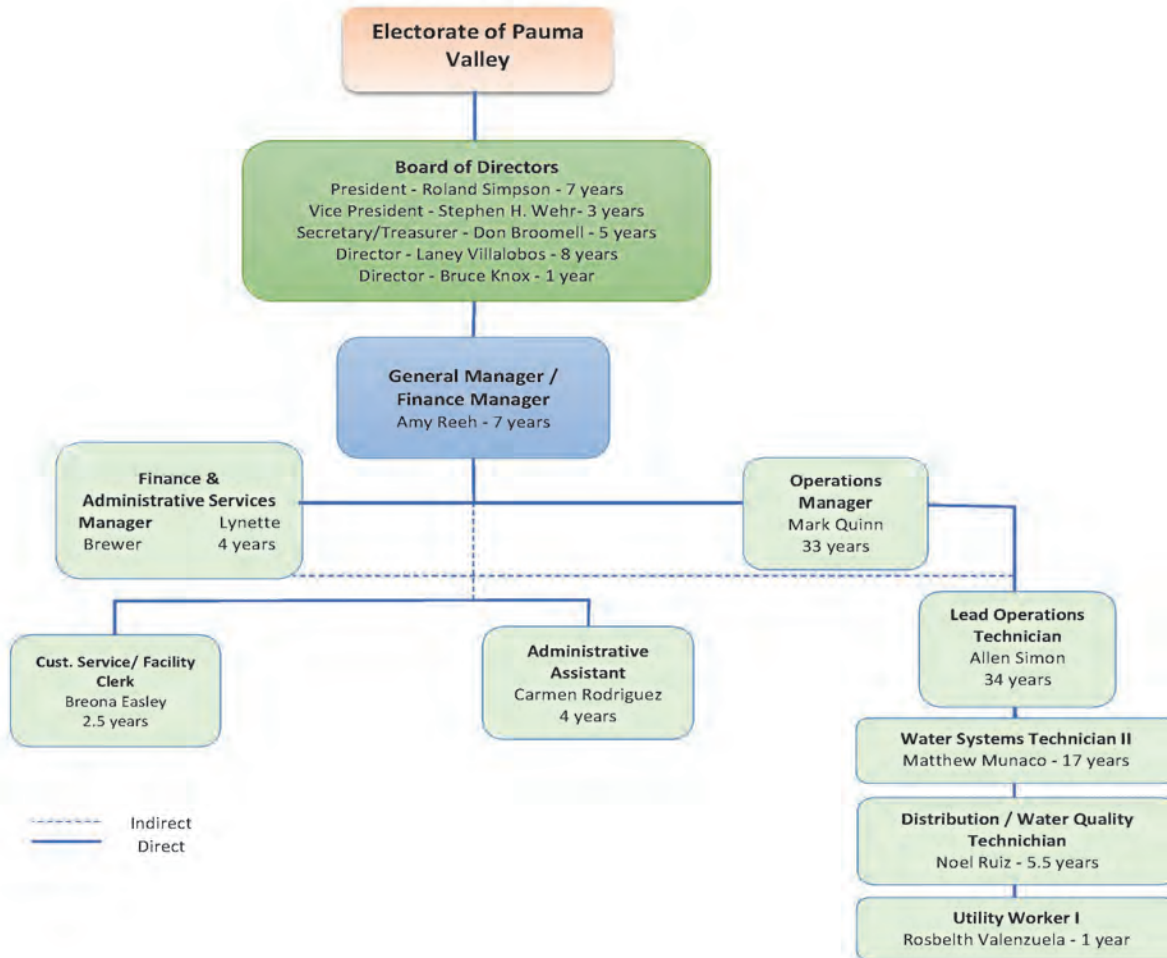 Electorate of Pauma
Valley
Board of Directors
President - Roland Simpson - 7 years
Vice President - Stephen H. Wehr- 3 years
Secretary/Treasurer - Don Broomell - 5 years
Director - Laney Villalobos - 8 years
Director - Bruce Knox - 1 year
General Manager /
Finance Manager
Amy Reeh - 7 years
Finance &
Administrative Services
Manager Lynette
Brewer 4 years
Operations
Manager
Mark Quinn
33 years
Cust. Service/ Facility
Clerk
Breona Easley
2.5 years
Administrative
Assistant
Carmen Rodriguez
4 years
Lead Operations
Technician
Allen Simon
34 years
Water Systems Technician II
Matthew Munaco - 17 years
Distribution / Water Quality
Technichian
Noel Ruiz - 5.5 years
Utility Worker I
Rosbelth Valenzuela - 1 year
Indirect
Direct